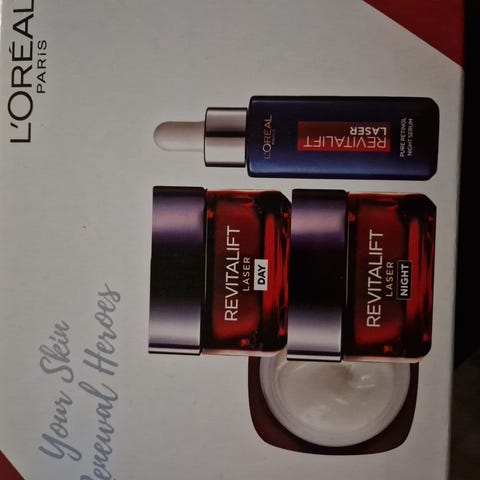 L'ORÉAL
PARIS
Your Skin
Renewal Heroes
REVITALIFT
LASER
DAY
REVITALIFT
LASER
NIGHT
L'ORÉAL
PARIS
REVITALIFT
LASER
PURE RETINOL
NIGHT SERUM